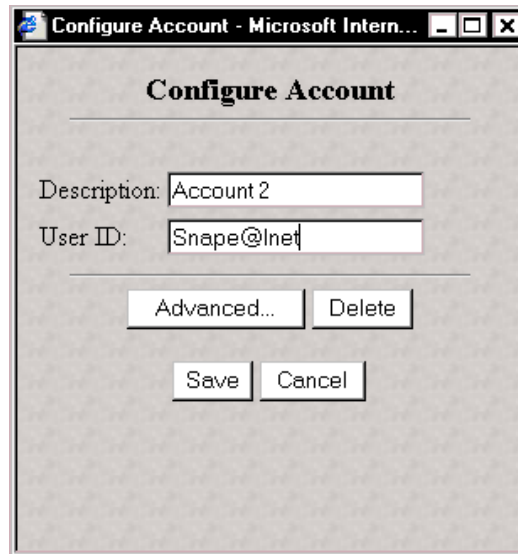 Configure Account - Microsoft Intern...
Configure Account
Description: Account 2
User ID: Snape@Inet
Advanced... Delete
Save Cancel